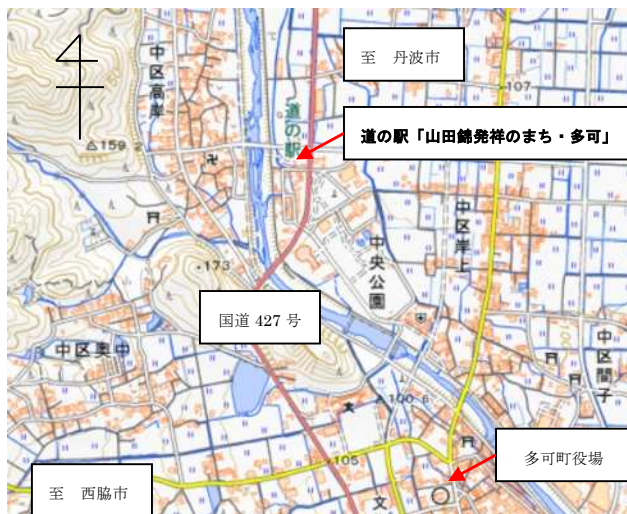 至 丹波市
中区高岸
道の駅
・107
道の駅「山田錦発祥のまち・多可」
△159.2
中区岸上
中央公園
・173
国道 427 号
中区奥中
中区間子
100
△100.6
・105
多可町役場
至 西脇市
文